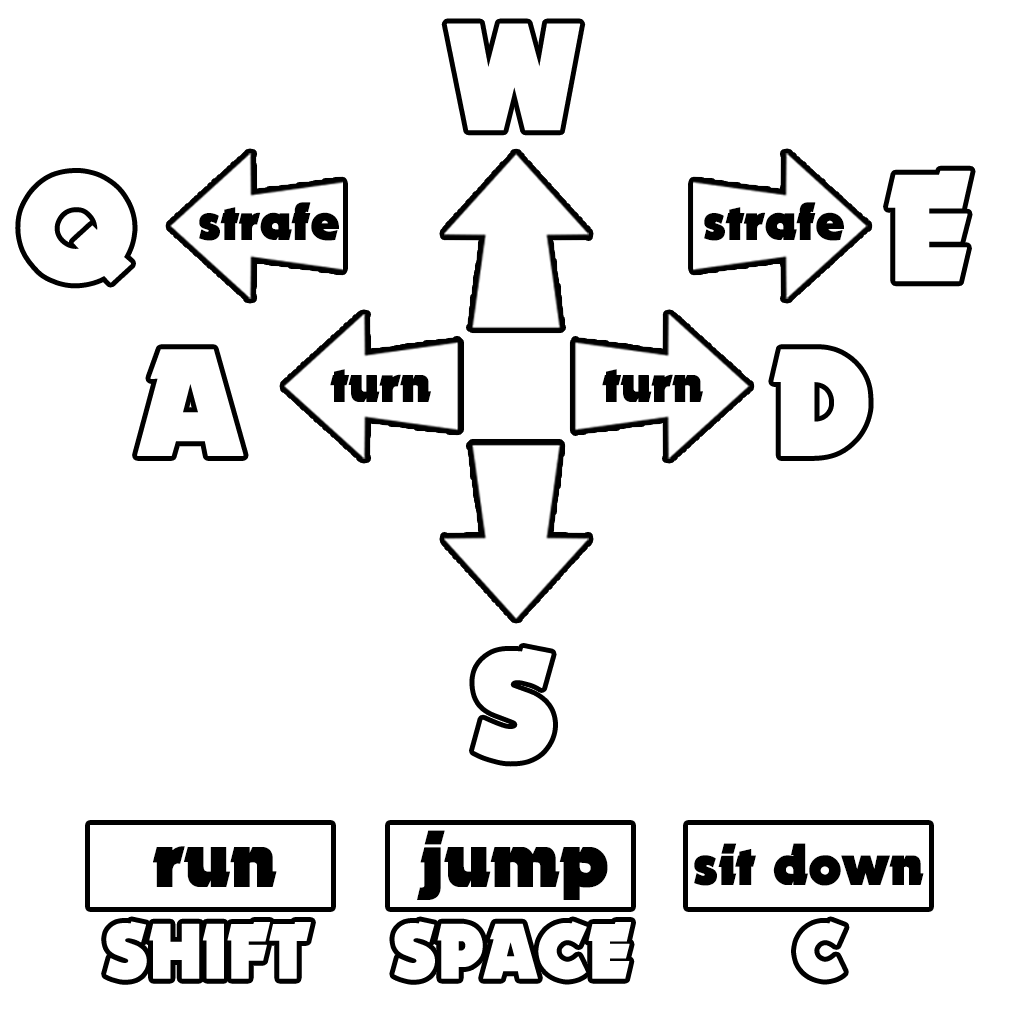 W
Q strafe strafe E
A turn turn D
S
run jump sit down
SHIFT SPACE C